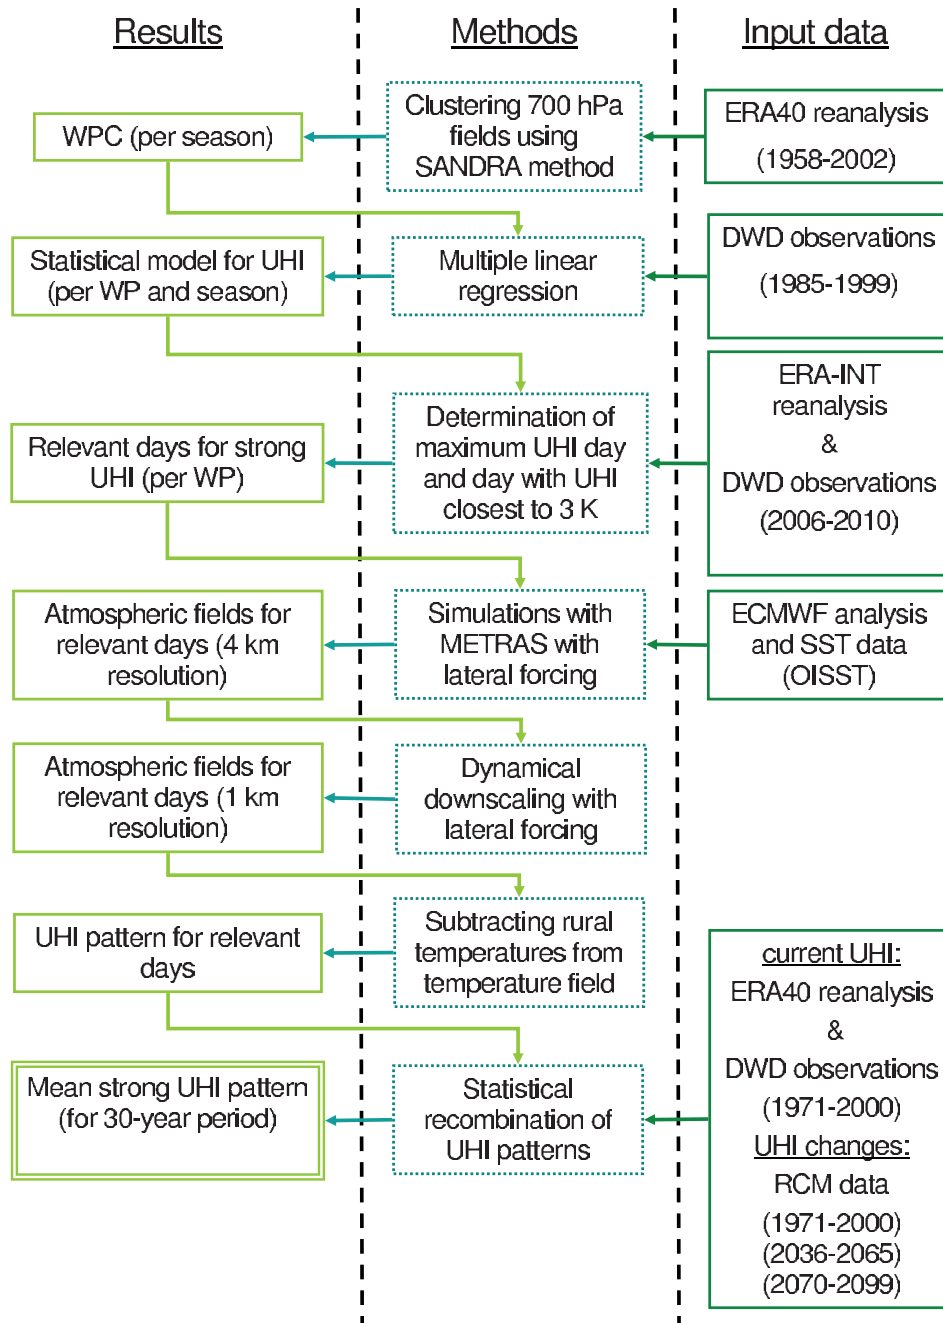 Results
Methods
Input data
WPC (per season)
Clustering 700 hPa
fields using
SANDRA method
ERA40 reanalysis
(1958-2002)
Statistical model for UHI
(per WP and season)
Multiple linear
regression
DWD observations
(1985-1999)
Relevant days for strong
UHI (per WP)
Determination of
maximum UHI day
and day with UHI
closest to 3 K
ERA-INT
reanalysis
&
DWD observations
(2006-2010)
Atmospheric fields for
relevant days (4 km
resolution)
Simulations with
METRAS with
lateral forcing
ECMWF analysis
and SST data
(OISST)
Atmospheric fields for
relevant days (1 km
resolution)
Dynamical
downscaling with
lateral forcing
UHI pattern for relevant
days
Subtracting rural
temperatures from
temperature field
Mean strong UHI pattern
(for 30-year period)
Statistical
recombination of
UHI patterns
current UHI:
ERA40 reanalysis
&
DWD observations
(1971-2000)
UHI changes:
RCM data
(1971-2000)
(2036-2065)
(2070-2099)